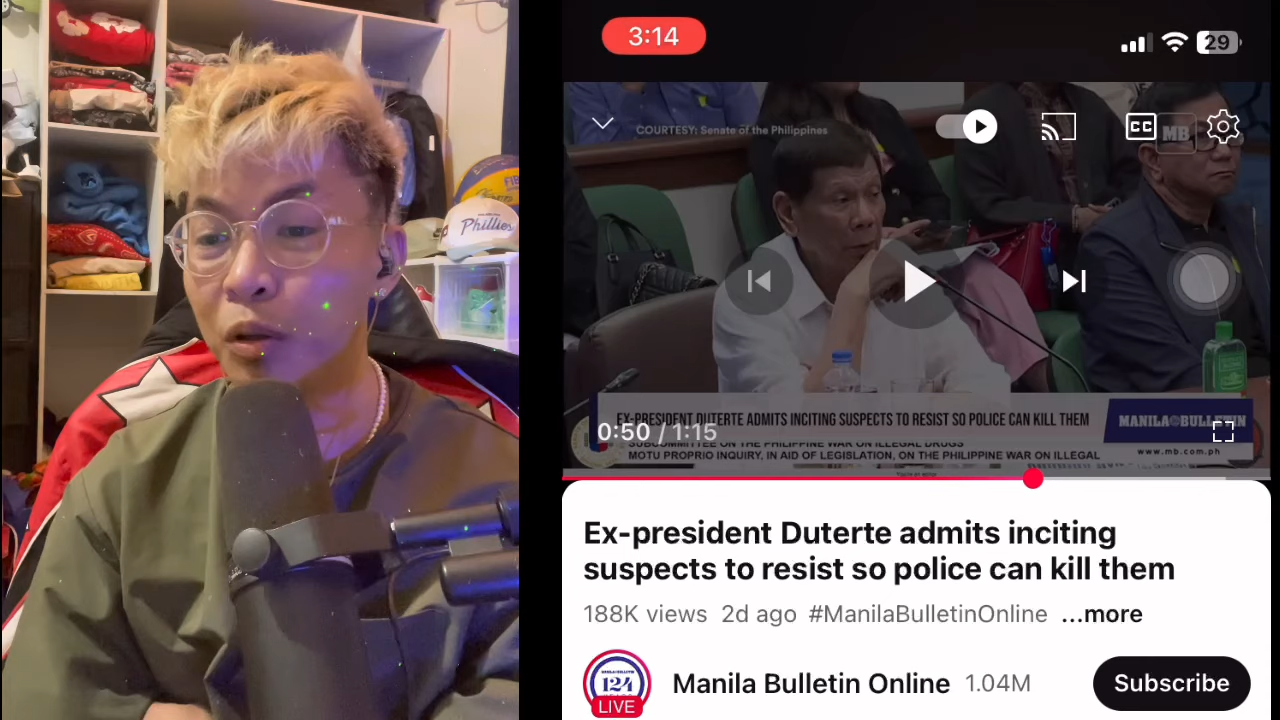 Phillies
3:14
29
COURTESY: Senate of the Philippines
CC
MB
EX-PRESIDENT DUTERTE ADMITS INCITING SUSPECTS TO RESIST SO POLICE CAN KILL THEM
MANILA BULLETIN
0:50 / 1:15
SUBCOMMITTEE ON THE PHILIPPINE WAR ON ILLEGAL DRUGS
www.mb.com.ph
MOTU PROPRIO INQUIRY, IN AID OF LEGISLATION, ON THE PHILIPPINE WAR ON ILLEGAL
Ex-president Duterte admits inciting
suspects to resist so police can kill them
188K views 2d ago #ManilaBulletinOnline ...more
124
LIVE
Manila Bulletin Online 1.04M
Subscribe